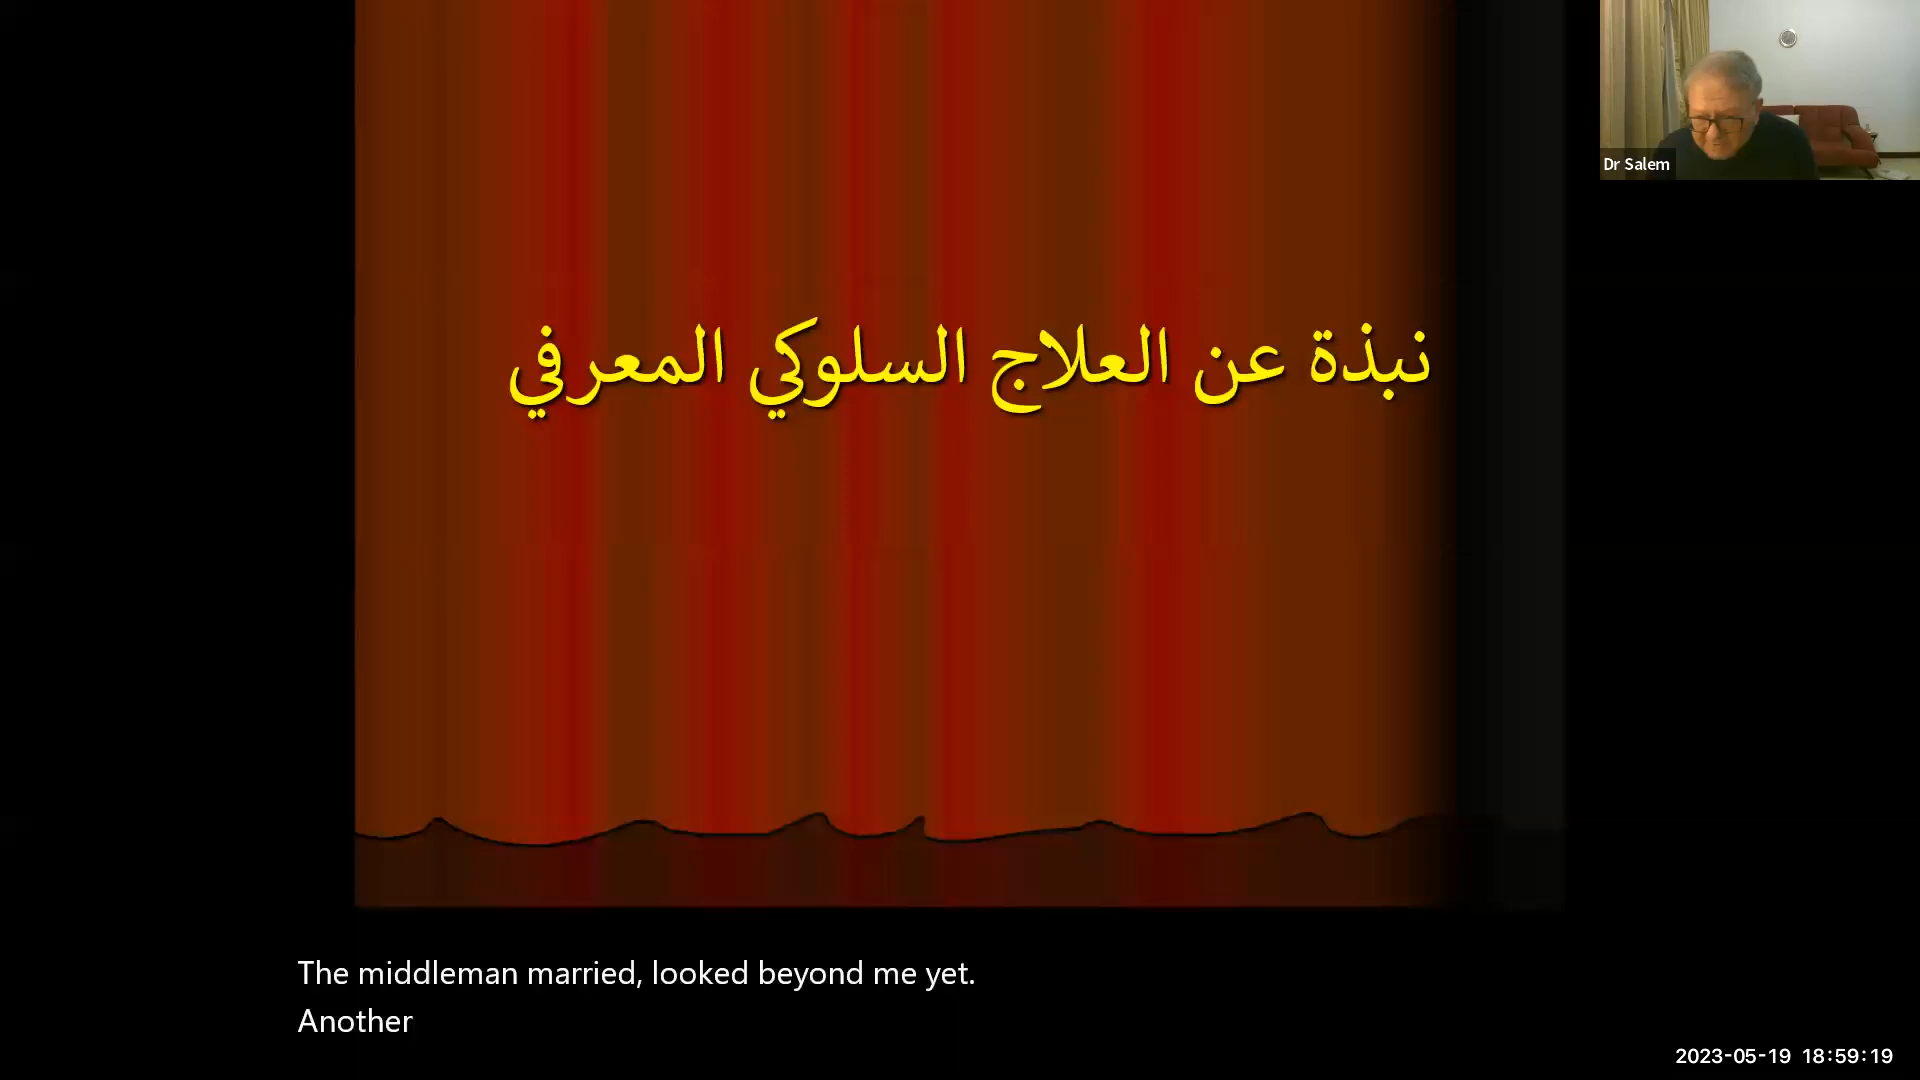 Dr Salem
نبذة عن العلاج السلوكي المعرفي
The middleman married, looked beyond me yet.
Another
2023-05-19 18:59:19